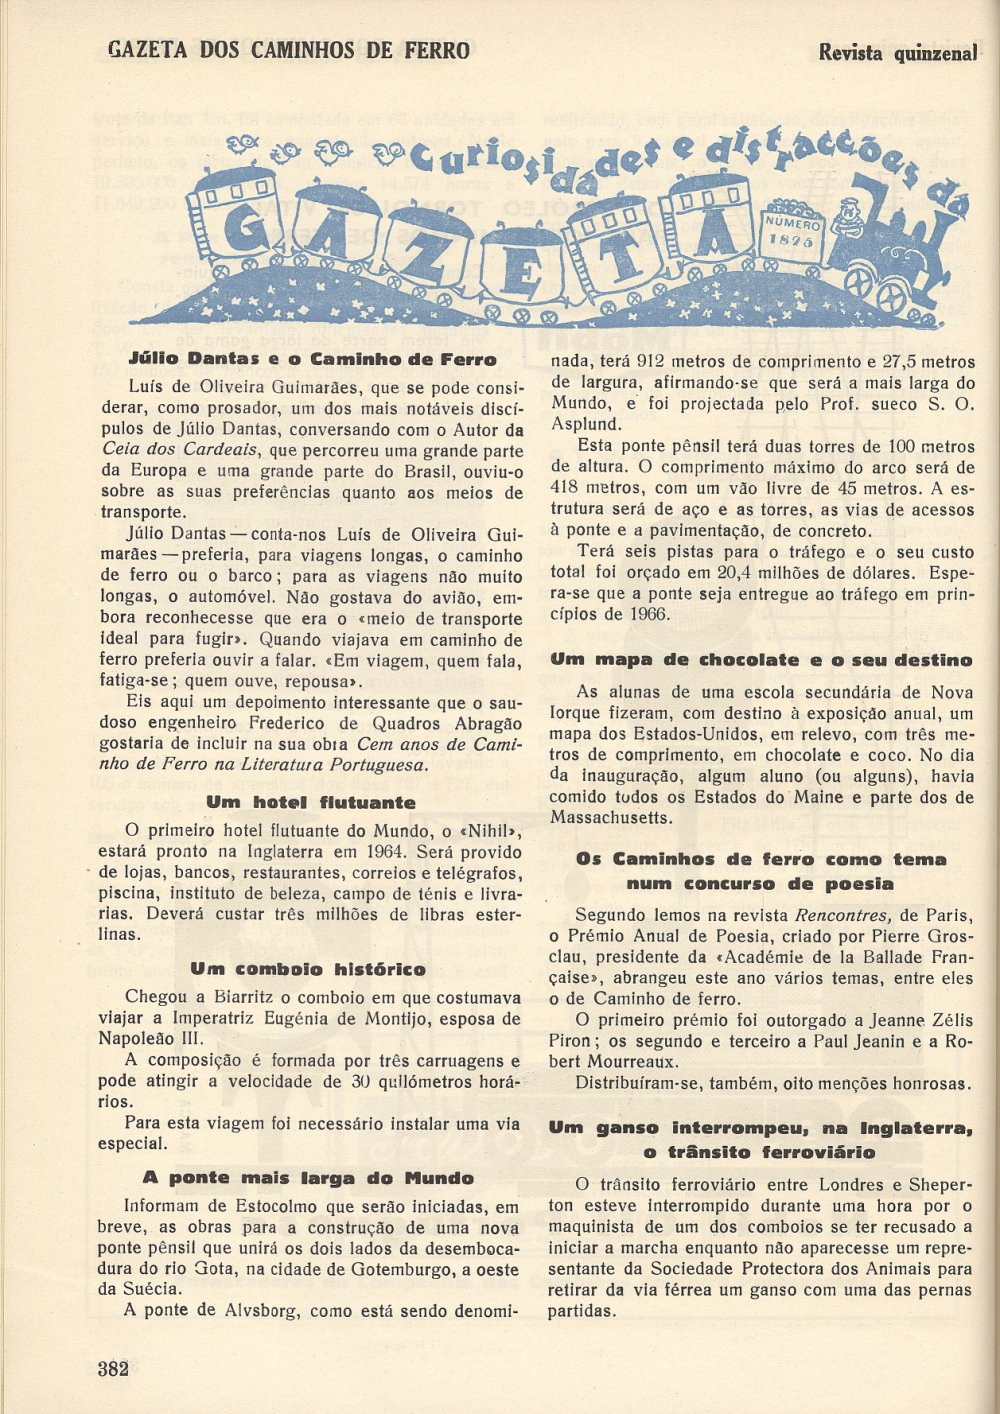 GAZETA DOS CAMINHOS DE FERRO
Revista quinzenal
Curiosidades e distracções da
GAZETA
NÚMERO
1825
Júlio Dantas e o Caminho de Ferro
Luís de Oliveira Guimarães, que se pode consi-
derar, como prosador, um dos mais notáveis discí-
pulos de Júlio Dantas, conversando com o Autor da
Ceia dos Cardeais, que percorreu uma grande parte
da Europa e uma grande parte do Brasil, ouviu-o
sobre as suas preferências quanto aos meios de
transporte.
Júlio Dantas — conta-nos Luís de Oliveira Gui-
marães — preferia, para viagens longas, o caminho
de ferro ou o barco; para as viagens não muito
longas, o automóvel. Não gostava do avião, em-
bora reconhecesse que era o «meio de transporte
ideal para fugir». Quando viajava em caminho de
ferro preferia ouvir a falar. «Em viagem, quem fala,
fatiga-se; quem ouve, repousa».
Eis aqui um depoimento interessante que o sau-
doso engenheiro Frederico de Quadros Abragão
gostaria de incluir na sua obra Cem anos de Cami-
nho de Ferro na Literatura Portuguesa.
Um hotel flutuante
O primeiro hotel flutuante do Mundo, o «Nihil»,
estará pronto na Inglaterra em 1964. Será provido
de lojas, bancos, restaurantes, correios e telégrafos,
piscina, instituto de beleza, campo de ténis e livra-
rias. Deverá custar três milhões de libras ester-
linas.
Um comboio histórico
Chegou a Biarritz o comboio em que costumava
viajar a Imperatriz Eugénia de Montijo, esposa de
Napoleão III.
A composição é formada por três carruagens e
pode atingir a velocidade de 30 quilómetros horá-
rios.
Para esta viagem foi necessário instalar uma via
especial.
A ponte mais larga do Mundo
Informam de Estocolmo que serão iniciadas, em
breve, as obras para a construção de uma nova
ponte pênsil que unirá os dois lados da desemboca-
dura do rio Gota, na cidade de Gotemburgo, a oeste
da Suécia.
A ponte de Alvsborg, como está sendo denomi-
nada, terá 912 metros de comprimento e 27,5 metros
de largura, afirmando-se que será a mais larga do
Mundo, e foi projectada pelo Prof. sueco S. O.
Asplund.
Esta ponte pênsil terá duas torres de 100 metros
de altura. O comprimento máximo do arco será de
418 metros, com um vão livre de 45 metros. A es-
trutura será de aço e as torres, as vias de acessos
à ponte e a pavimentação, de concreto.
Terá seis pistas para o tráfego e o seu custo
total foi orçado em 20,4 milhões de dólares. Espe-
ra-se que a ponte seja entregue ao tráfego em prin-
cípios de 1966.
Um mapa de chocolate e o seu destino
As alunas de uma escola secundária de Nova
Iorque fizeram, com destino à exposição anual, um
mapa dos Estados-Unidos, em relevo, com três me-
tros de comprimento, em chocolate e coco. No dia
da inauguração, algum aluno (ou alguns), havia
comido todos os Estados do Maine e parte dos de
Massachusetts.
Os Caminhos de ferro como tema
num concurso de poesia
Segundo lemos na revista Rencontres, de Paris,
o Prémio Anual de Poesia, criado por Pierre Gros-
clau, presidente da «Académie de la Ballade Fran-
çaise», abrangeu este ano vários temas, entre eles
o de Caminho de ferro.
O primeiro prémio foi outorgado a Jeanne Zélis
Piron; os segundo e terceiro a Paul Jeanin e a Ro-
bert Mourreaux.
Distribuíram-se, também, oito menções honrosas.
Um ganso interrompeu, na Inglaterra,
o trânsito ferroviário
O trânsito ferroviário entre Londres e Sheper-
ton esteve interrompido durante uma hora por o
maquinista de um dos comboios se ter recusado a
iniciar a marcha enquanto não aparecesse um repre-
sentante da Sociedade Protectora dos Animais para
retirar da via férrea um ganso com uma das pernas
partidas.
382